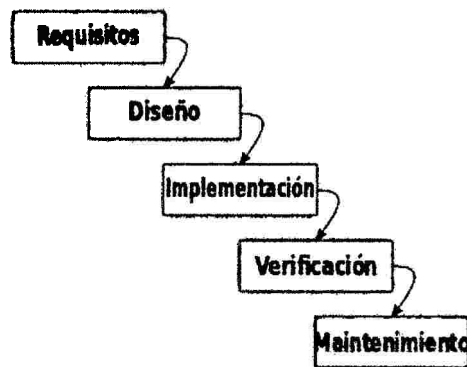 Requisitos
Diseño
Implementación
Verificación
Maintenimiento